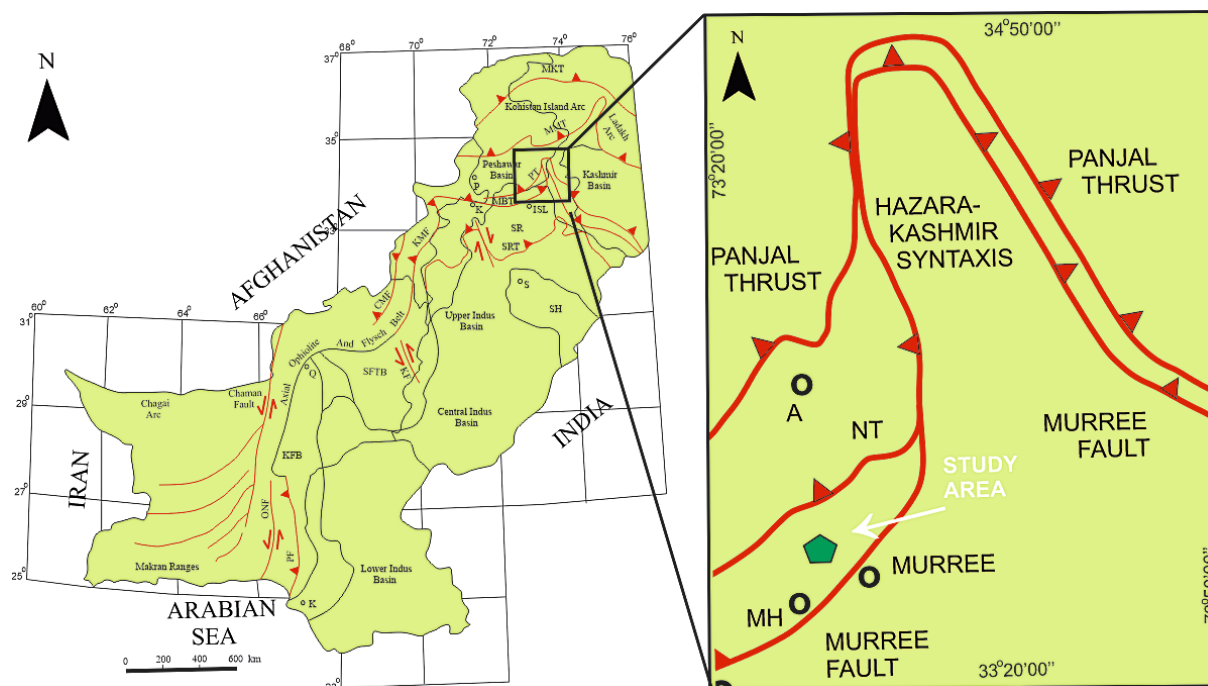 N
68°
70°
72°
74°
76°
37°
MKT
Kohistan Island Arc
35°
MMT
Ladakh
Arc
Peshawar
Basin
PT
Kashmir
Basin
P
MBT
K
ISL
33°
SR
SRT
KMF
AFGHANISTAN
60°
62°
64°
66°
31°
CMF
S
SH
Upper Indus
Basin
Axial Ophiolite And Flysch Belt
Q
SFTB
KF
Chagai
Arc
Chaman
Fault
29°
Central Indus
Basin
INDIA
IRAN
KFB
27°
ONF
PF
Makran Ranges
Lower Indus
Basin
25°
K
ARABIAN
SEA
0 200 400 600 km
N
34°50'00"
73°20'00"
PANJAL
THRUST
HAZARA-
KASHMIR
SYNTAXIS
PANJAL
THRUST
A
NT
MURREE
FAULT
STUDY
AREA
MURREE
MH
MURREE
FAULT
33°20'00"